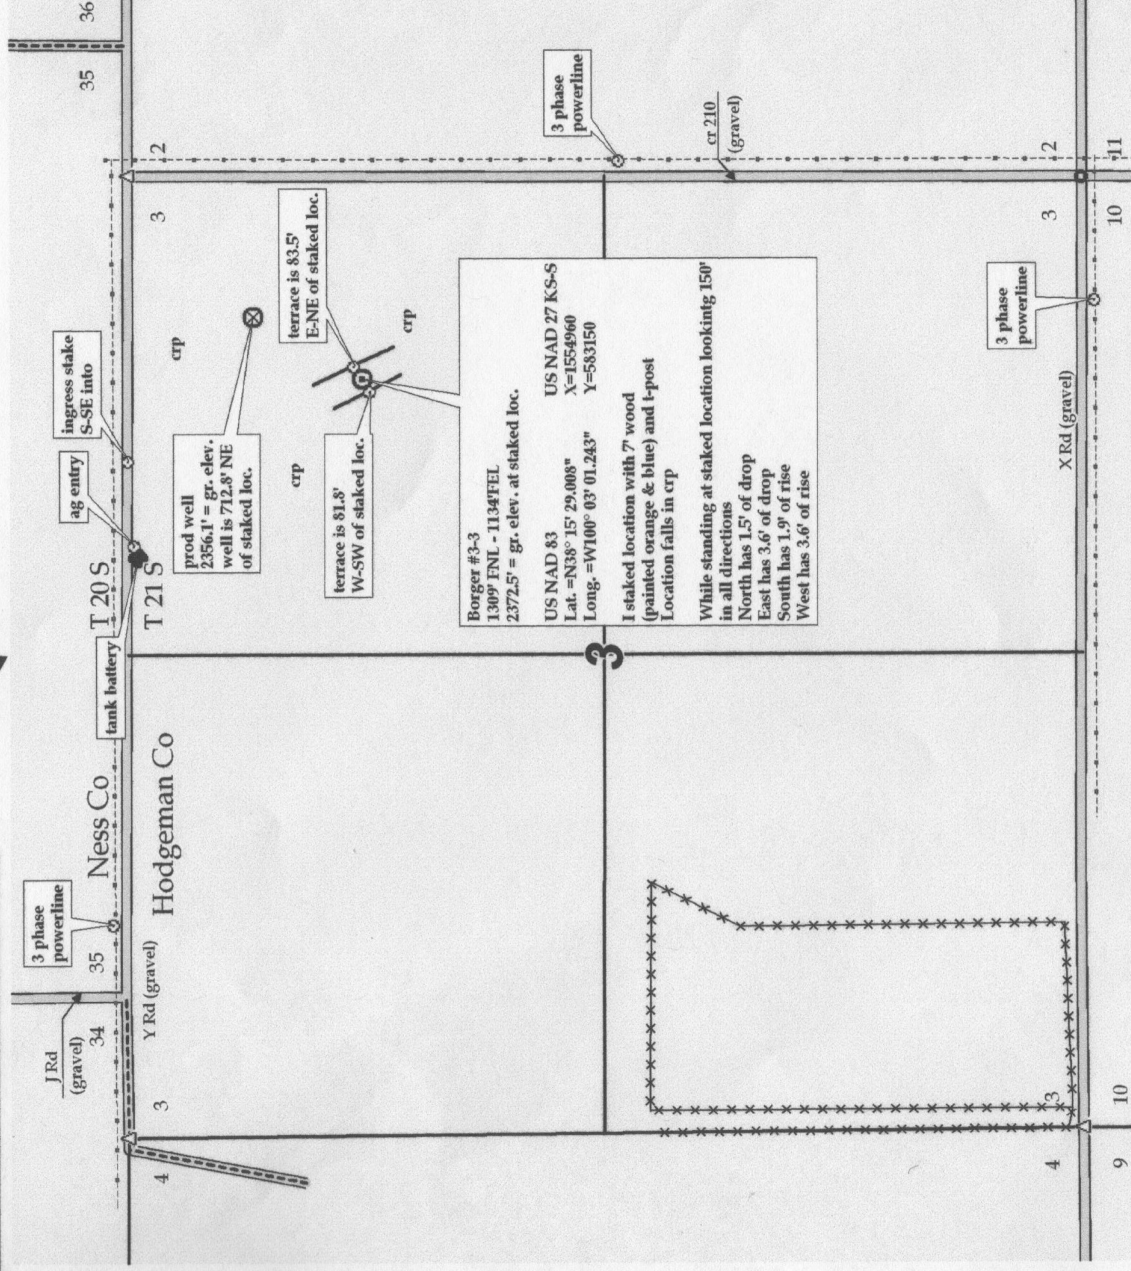 36
35
2
3
3 phase
powerline
cr 210
(gravel)
2
11
3
10
ingress stake
S-SE into
ag entry
crp
terrace is 83.5'
E-NE of staked loc.
crp
prod well
2356.1' = gr. elev.
well is 712.8' NE
of staked loc.
crp
terrace is 81.8'
W-SW of staked loc.
T 20 S
T 21 S
tank battery
Borger #3-3
1309' FNL - 1134'FEL
2372.5' = gr. elev. at staked loc.
US NAD 83
Lat. =N38° 15' 29.008"
Long. =W100° 03' 01.243"
US NAD 27 KS-S
X=1554960
Y=583150
I staked location with 7' wood
(painted orange & blue) and t-post
Location falls in crp
While standing at staked location lookintg 150'
in all directions
North has 1.5' of drop
East has 3.6' of drop
South has 1.9' of rise
West has 3.6' of rise
3 phase
powerline
X Rd (gravel)
3
Ness Co
Hodgeman Co
3 phase
powerline
35
Y Rd (gravel)
J Rd
(gravel)
34
3
4
3
10
4
9